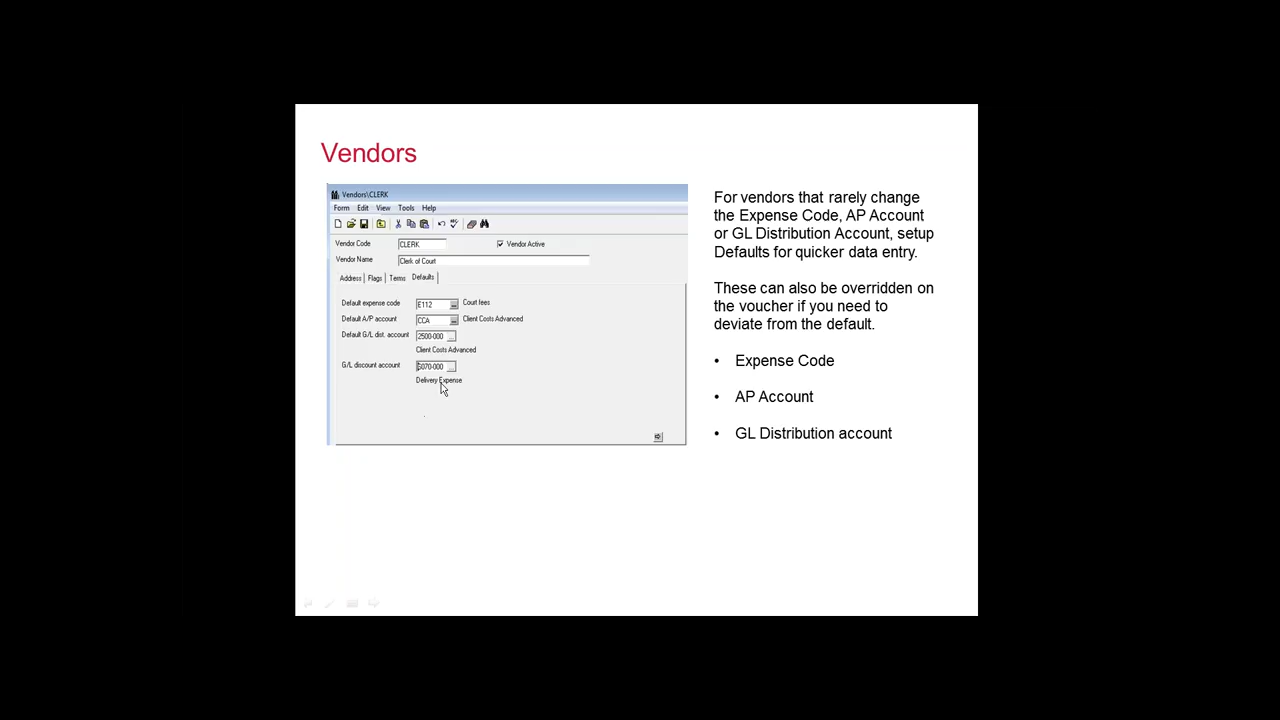 Vendors
Vendors\CLERK
Form Edit View Tools Help
Vendor Code CLERK Vendor Active
Vendor Name Clerk of Court
Address Flags Terms Defaults
Default expense code E112 Court fees
Default A/P account CCA Client Costs Advanced
Default G/L dist. account 2500-000 ...
Client Costs Advanced
G/L discount account 5070-000 ...
Delivery Expense
For vendors that rarely change
the Expense Code, AP Account
or GL Distribution Account, setup
Defaults for quicker data entry.
These can also be overridden on
the voucher if you need to
deviate from the default.
• Expense Code
• AP Account
• GL Distribution account